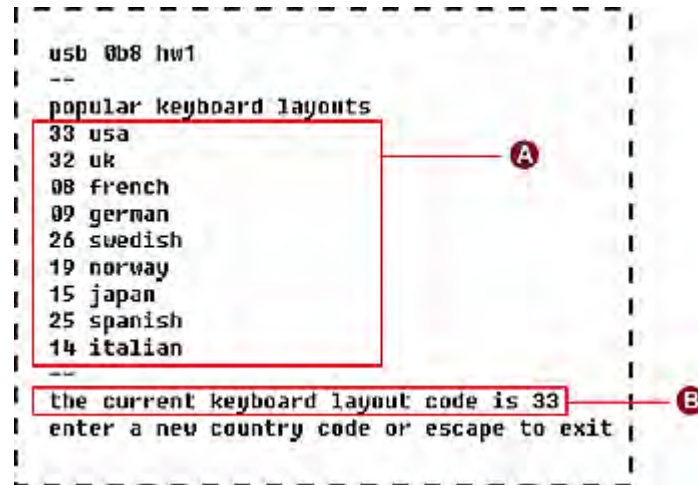 usb 0b8 hw1
--
popular keyboard layouts
33 usa
32 uk
08 french
09 german
26 swedish
19 norway
15 japan
25 spanish
14 italian
--
the current keyboard layout code is 33
enter a new country code or escape to exit
A
B